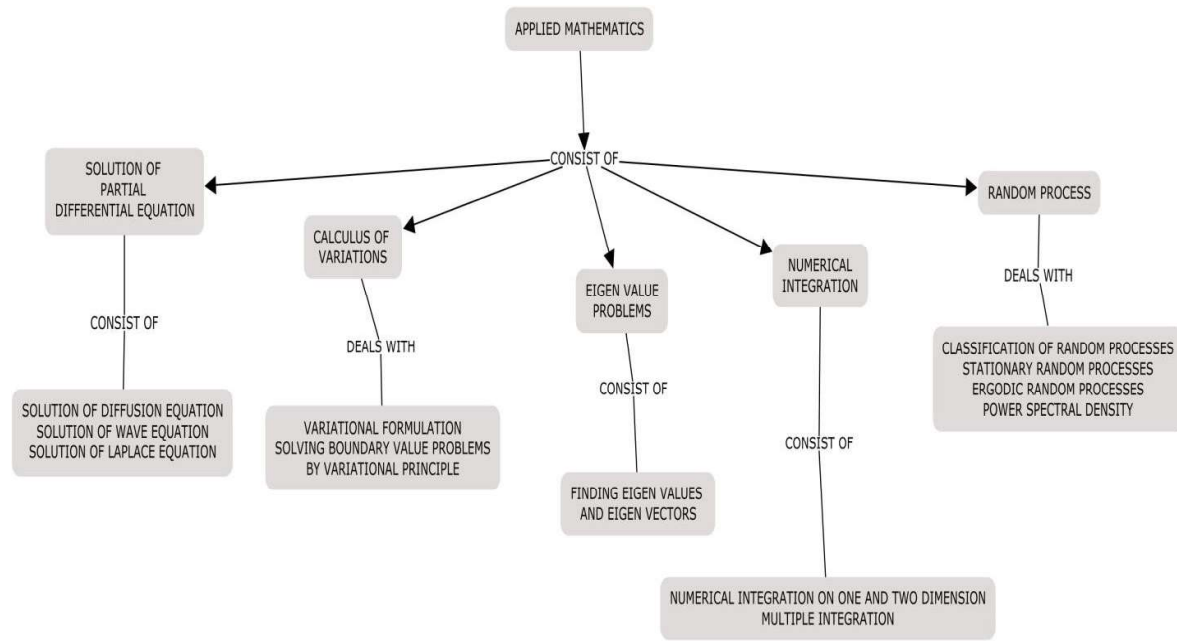 APPLIED MATHEMATICS
CONSIST OF
SOLUTION OF
PARTIAL
DIFFERENTIAL EQUATION
CONSIST OF
SOLUTION OF DIFFUSION EQUATION
SOLUTION OF WAVE EQUATION
SOLUTION OF LAPLACE EQUATION
CALCULUS OF
VARIATIONS
DEALS WITH
VARIATIONAL FORMULATION
SOLVING BOUNDARY VALUE PROBLEMS
BY VARIATIONAL PRINCIPLE
EIGEN VALUE
PROBLEMS
CONSIST OF
FINDING EIGEN VALUES
AND EIGEN VECTORS
NUMERICAL
INTEGRATION
CONSIST OF
NUMERICAL INTEGRATION ON ONE AND TWO DIMENSION
MULTIPLE INTEGRATION
RANDOM PROCESS
DEALS WITH
CLASSIFICATION OF RANDOM PROCESSES
STATIONARY RANDOM PROCESSES
ERGODIC RANDOM PROCESSES
POWER SPECTRAL DENSITY